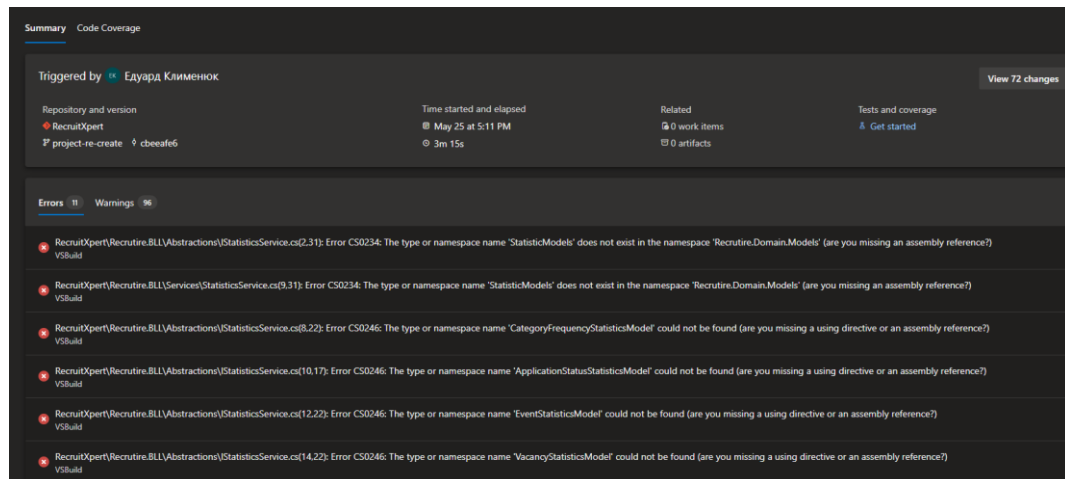 Summary Code Coverage
Triggered by ЕК Едуард Клименюк
View 72 changes
Repository and version
Time started and elapsed
Related
Tests and coverage
RecruitXpert
May 25 at 5:11 PM
0 work items
Get started
project-re-create cbeeafe6
3m 15s
0 artifacts
Errors 11 Warnings 96
RecruitXpert\Recrutire.BLL\Abstractions\IStatisticsService.cs(2,31): Error CS0234: The type or namespace name 'StatisticModels' does not exist in the namespace 'Recrutire.Domain.Models' (are you missing an assembly reference?)
VSBuild
RecruitXpert\Recrutire.BLL\Services\StatisticsService.cs(9,31): Error CS0234: The type or namespace name 'StatisticModels' does not exist in the namespace 'Recrutire.Domain.Models' (are you missing an assembly reference?)
VSBuild
RecruitXpert\Recrutire.BLL\Abstractions\IStatisticsService.cs(8,22): Error CS0246: The type or namespace name 'CategoryFrequencyStatisticsModel' could not be found (are you missing a using directive or an assembly reference?)
VSBuild
RecruitXpert\Recrutire.BLL\Abstractions\IStatisticsService.cs(10,17): Error CS0246: The type or namespace name 'ApplicationStatusStatisticsModel' could not be found (are you missing a using directive or an assembly reference?)
VSBuild
RecruitXpert\Recrutire.BLL\Abstractions\IStatisticsService.cs(12,22): Error CS0246: The type or namespace name 'EventStatisticsModel' could not be found (are you missing a using directive or an assembly reference?)
VSBuild
RecruitXpert\Recrutire.BLL\Abstractions\IStatisticsService.cs(14,22): Error CS0246: The type or namespace name 'VacancyStatisticsModel' could not be found (are you missing a using directive or an assembly reference?)
VSBuild